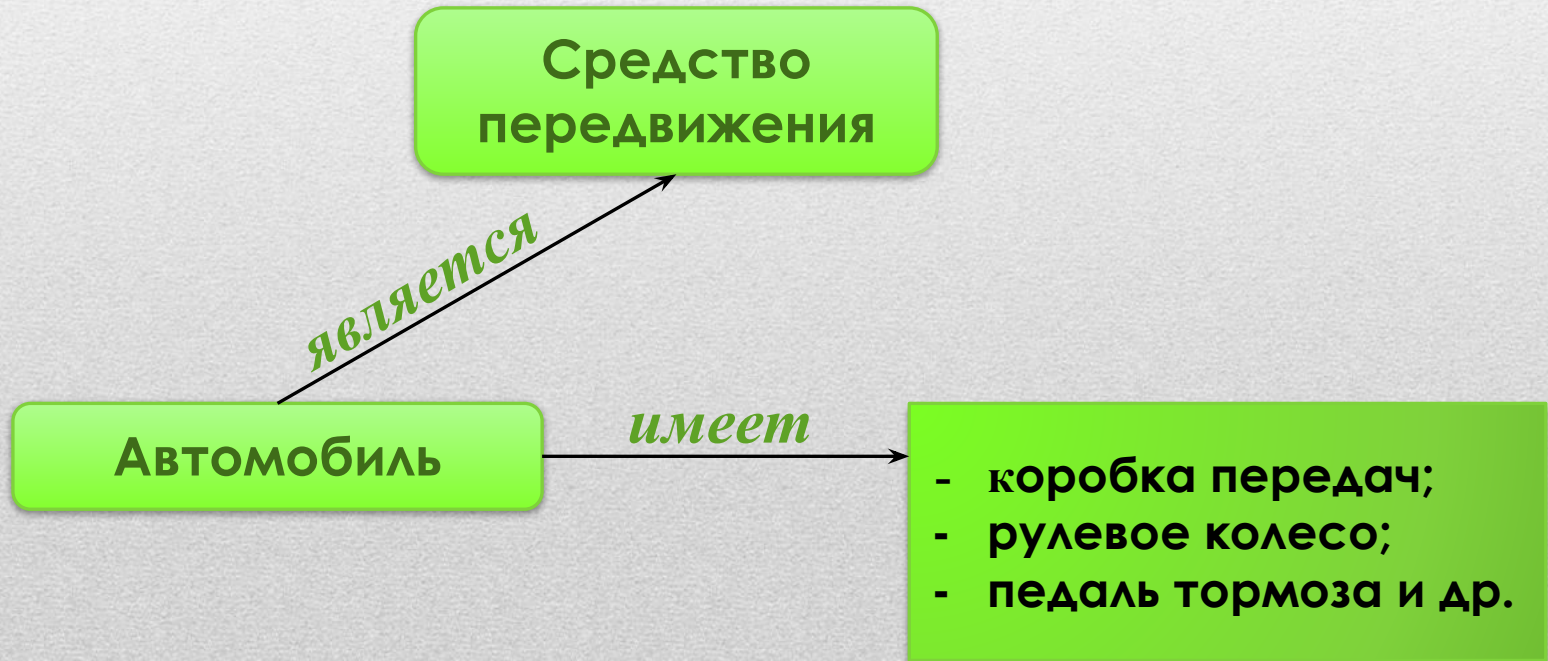 Средство
передвижения
является
Автомобиль
имеет
- коробка передач;
- рулевое колесо;
- педаль тормоза и др.